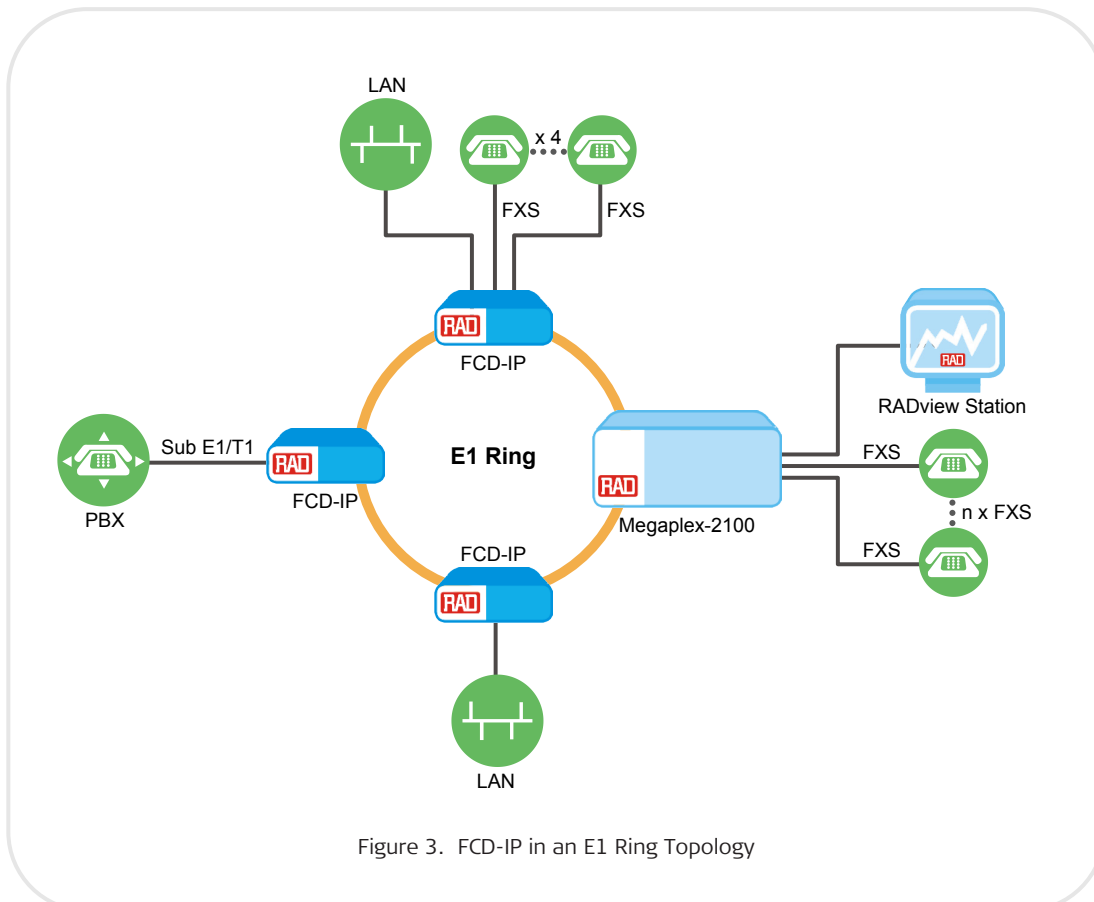 LAN
x 4
FXS
FXS
RAD
FCD-IP
RAD
RADview Station
PBX
Sub E1/T1
RAD
FCD-IP
E1 Ring
RAD
Megaplex-2100
FXS
n x FXS
FXS
FCD-IP
RAD
LAN
Figure 3. FCD-IP in an E1 Ring Topology